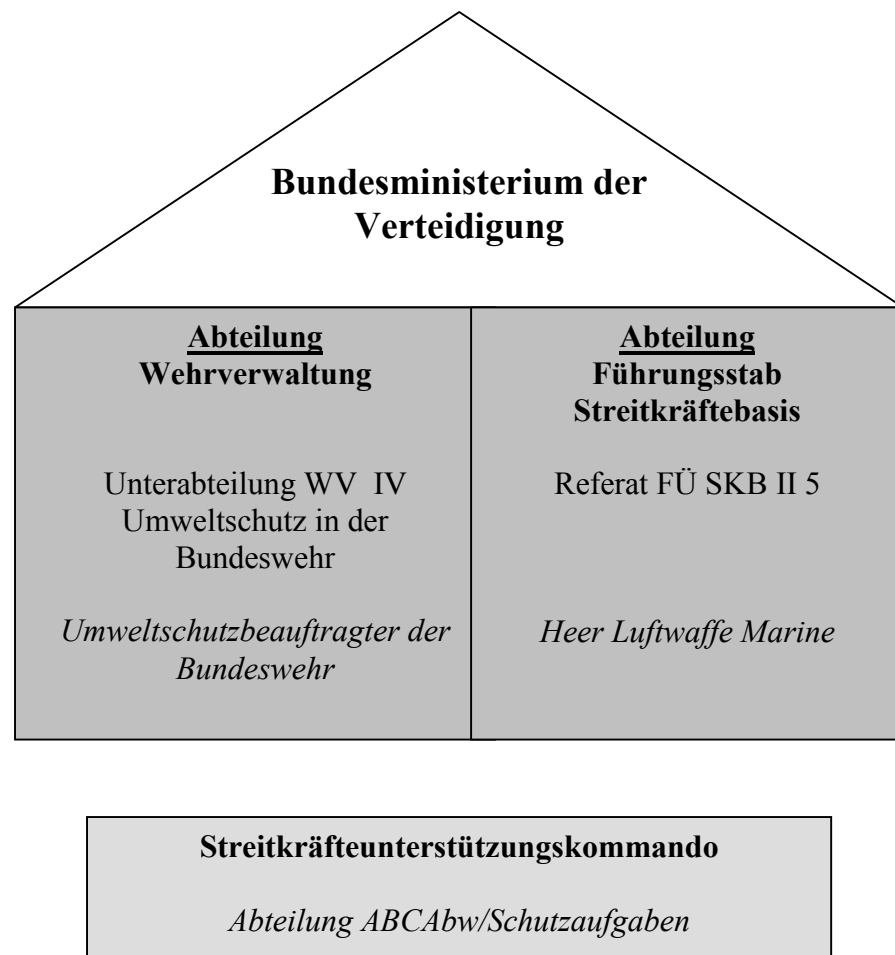 Bundesministerium der
Verteidigung
Abteilung
Wehrverwaltung
Unterabteilung WV IV
Umweltschutz in der
Bundeswehr
Umweltschutzbeauftragter der
Bundeswehr
Abteilung
Führungsstab
Streitkräftebasis
Referat FÜ SKB II 5
Heer Luftwaffe Marine
Streitkräfteunterstützungskommando
Abteilung ABCAbw/Schutzaufgaben